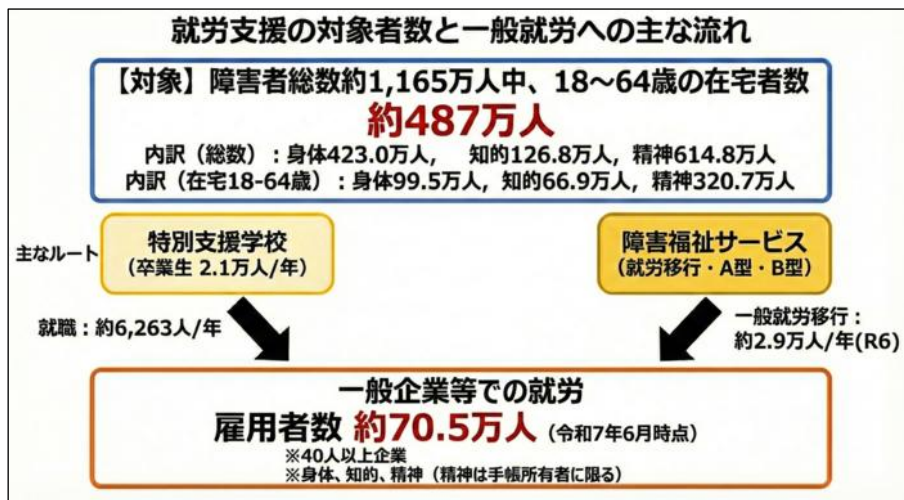 就労支援の対象者数と一般就労への主な流れ
【対象】障害者総数約1,165万人中、18～64歳の在宅者数
約487万人
内訳（総数）：身体423.0万人,　知的126.8万人，精神614.8万人
内訳（在宅18-64歳）：身体99.5万人，知的66.9万人，精神320.7万人
主なルート
特別支援学校
（卒業生 2.1万人/年）
障害福祉サービス
（就労移行・A型・B型）
就職：約6,263人/年
一般就労移行：
約2.9万人/年(R6)
一般企業等での就労
雇用者数 約70.5万人（令和7年6月時点）
※40人以上企業
※身体、知的、精神（精神は手帳所有者に限る）